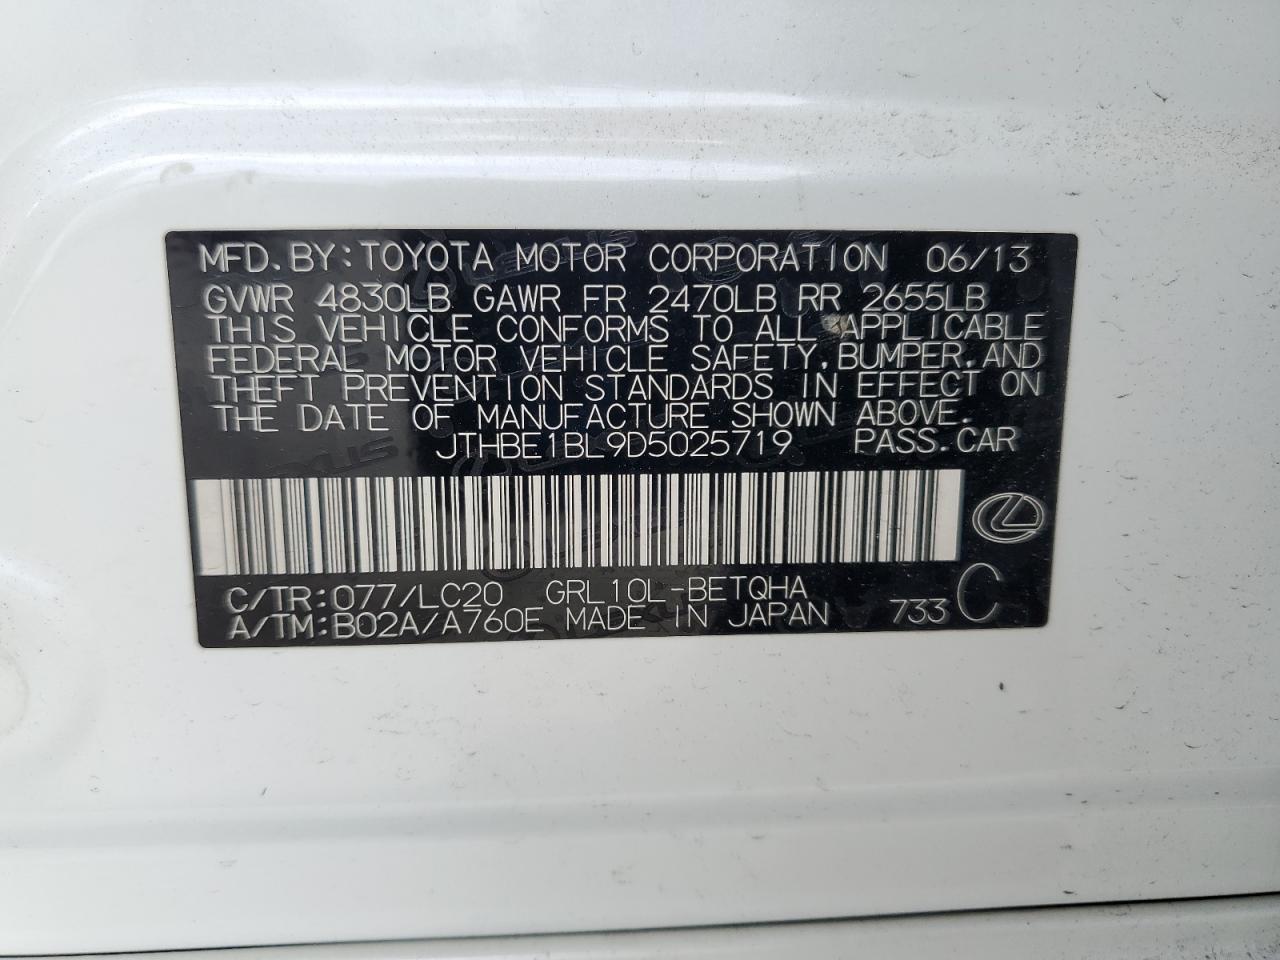 MFD. BY: TOYOTA MOTOR CORPORATION 06/13
GVWR 4830LB GAWR FR 2470LB RR 2655LB
THIS VEHICLE CONFORMS TO ALL APPLICABLE
FEDERAL MOTOR VEHICLE SAFETY, BUMPER, AND
THEFT PREVENTION STANDARDS IN EFFECT ON
THE DATE OF MANUFACTURE SHOWN ABOVE.
JTHBE1BL9D5025719 PASS. CAR
C/TR: 077/LC20 GRL10L-BETQHA
A/TM: B02A/A760E MADE IN JAPAN 733 C